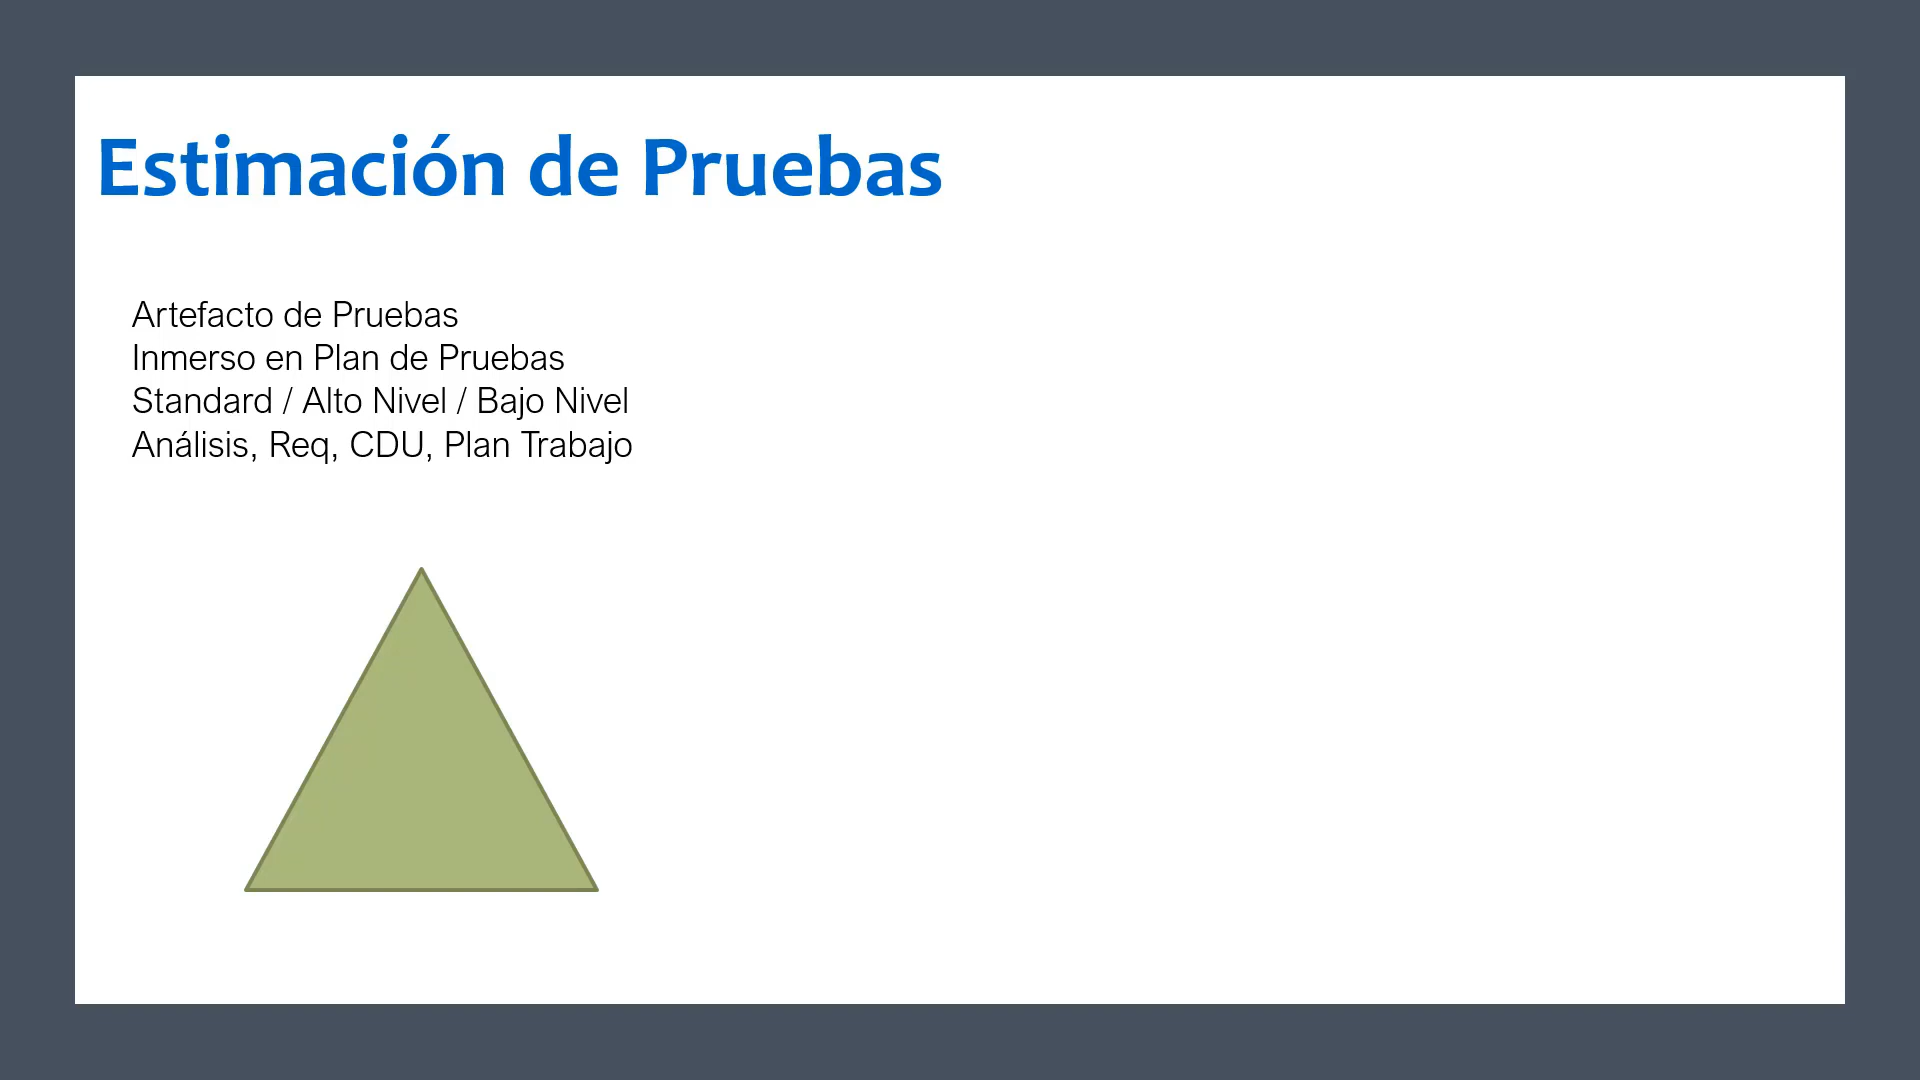 Estimación de Pruebas
Artefacto de Pruebas
Inmerso en Plan de Pruebas
Standard / Alto Nivel / Bajo Nivel
Análisis, Req, CDU, Plan Trabajo